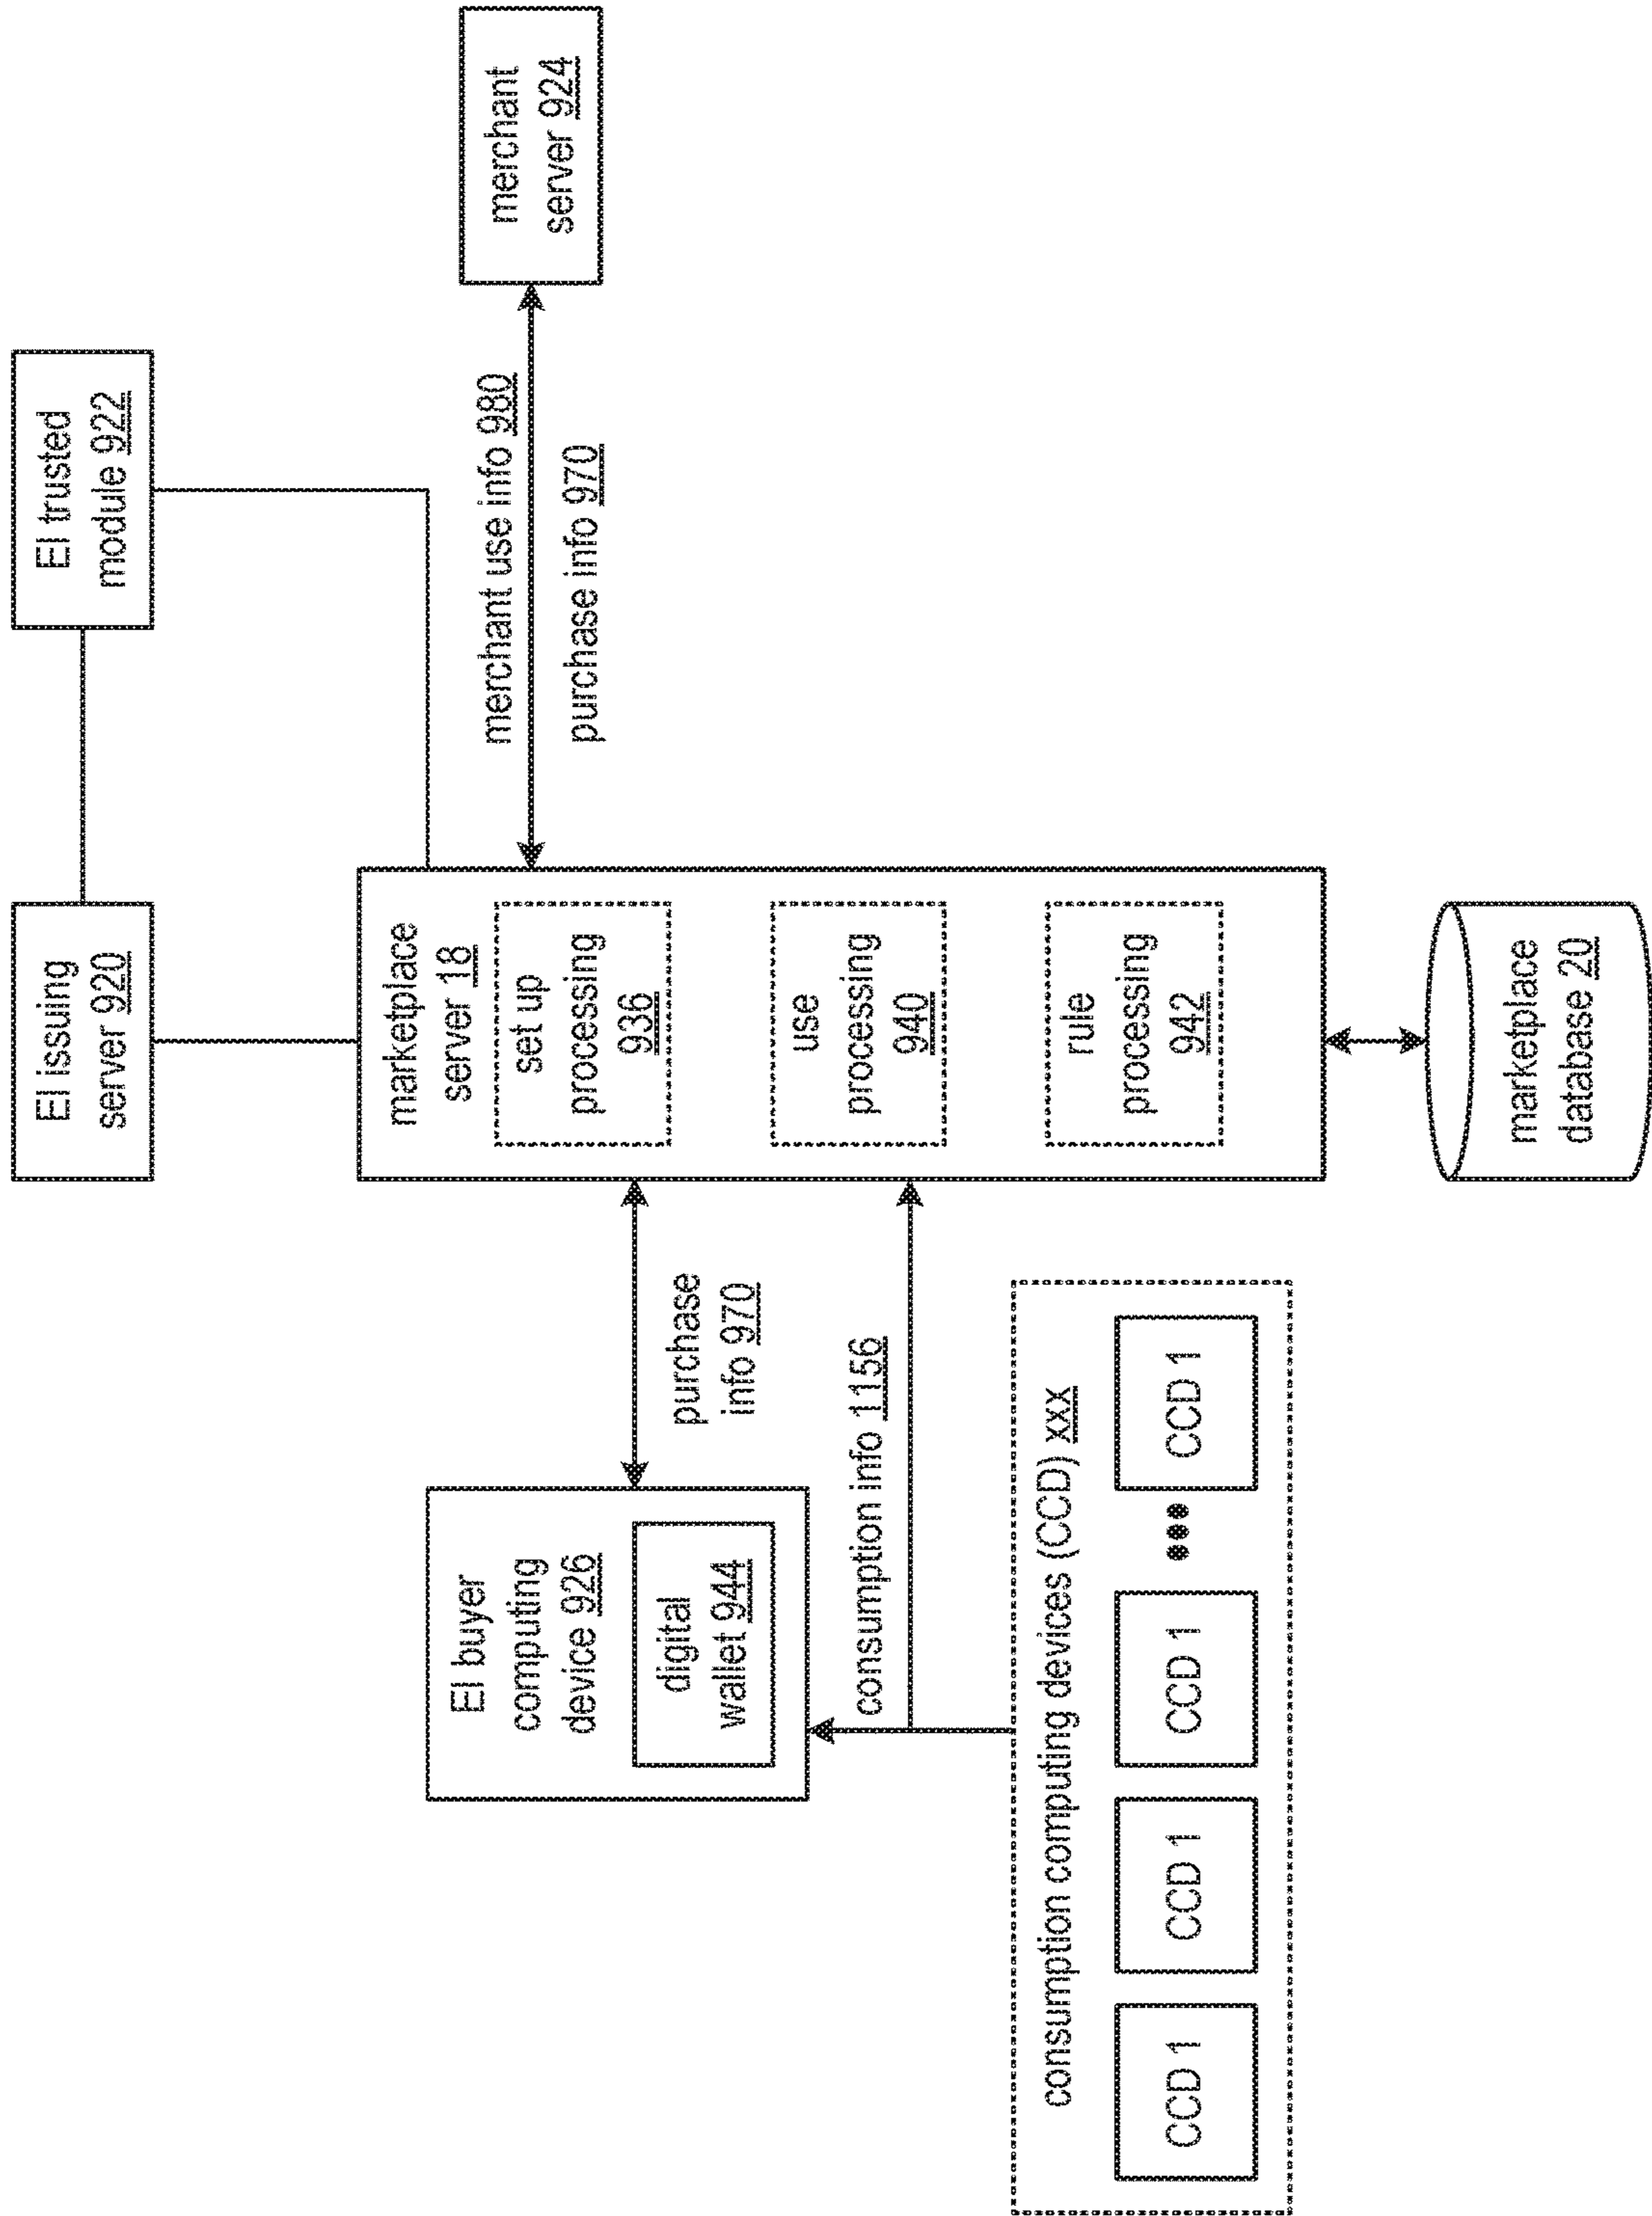 EI issuing
server 920
EI trusted
module 922
marketplace
server 18
set up
processing
936
use
processing
940
rule
processing
942
merchant use info 980
purchase info 970
merchant
server 924
EI buyer
computing
device 926
digital
wallet 944
purchase
info 970
consumption info 1156
consumption computing devices (CCD) xxx
CCD 1
CCD 1
CCD 1
CCD 1
marketplace
database 20